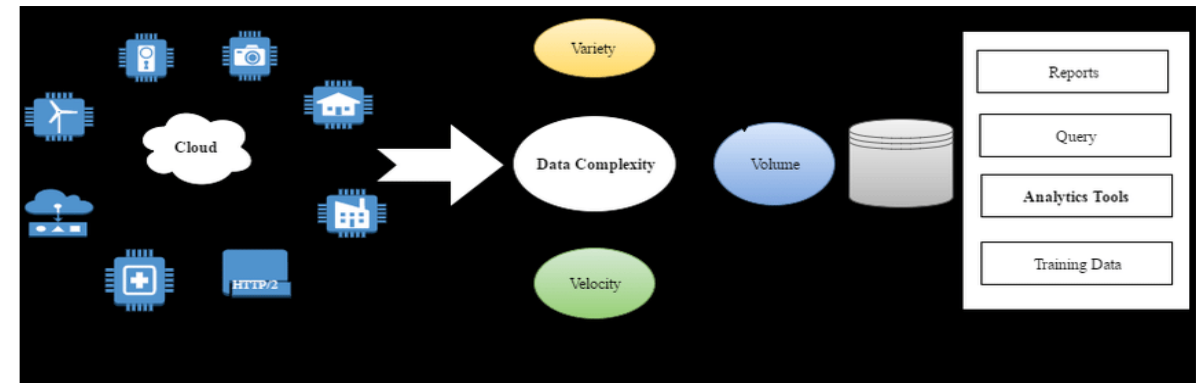 Cloud
HTTP/2
Variety
Data Complexity
Velocity
Volume
Reports
Query
Analytics Tools
Training Data